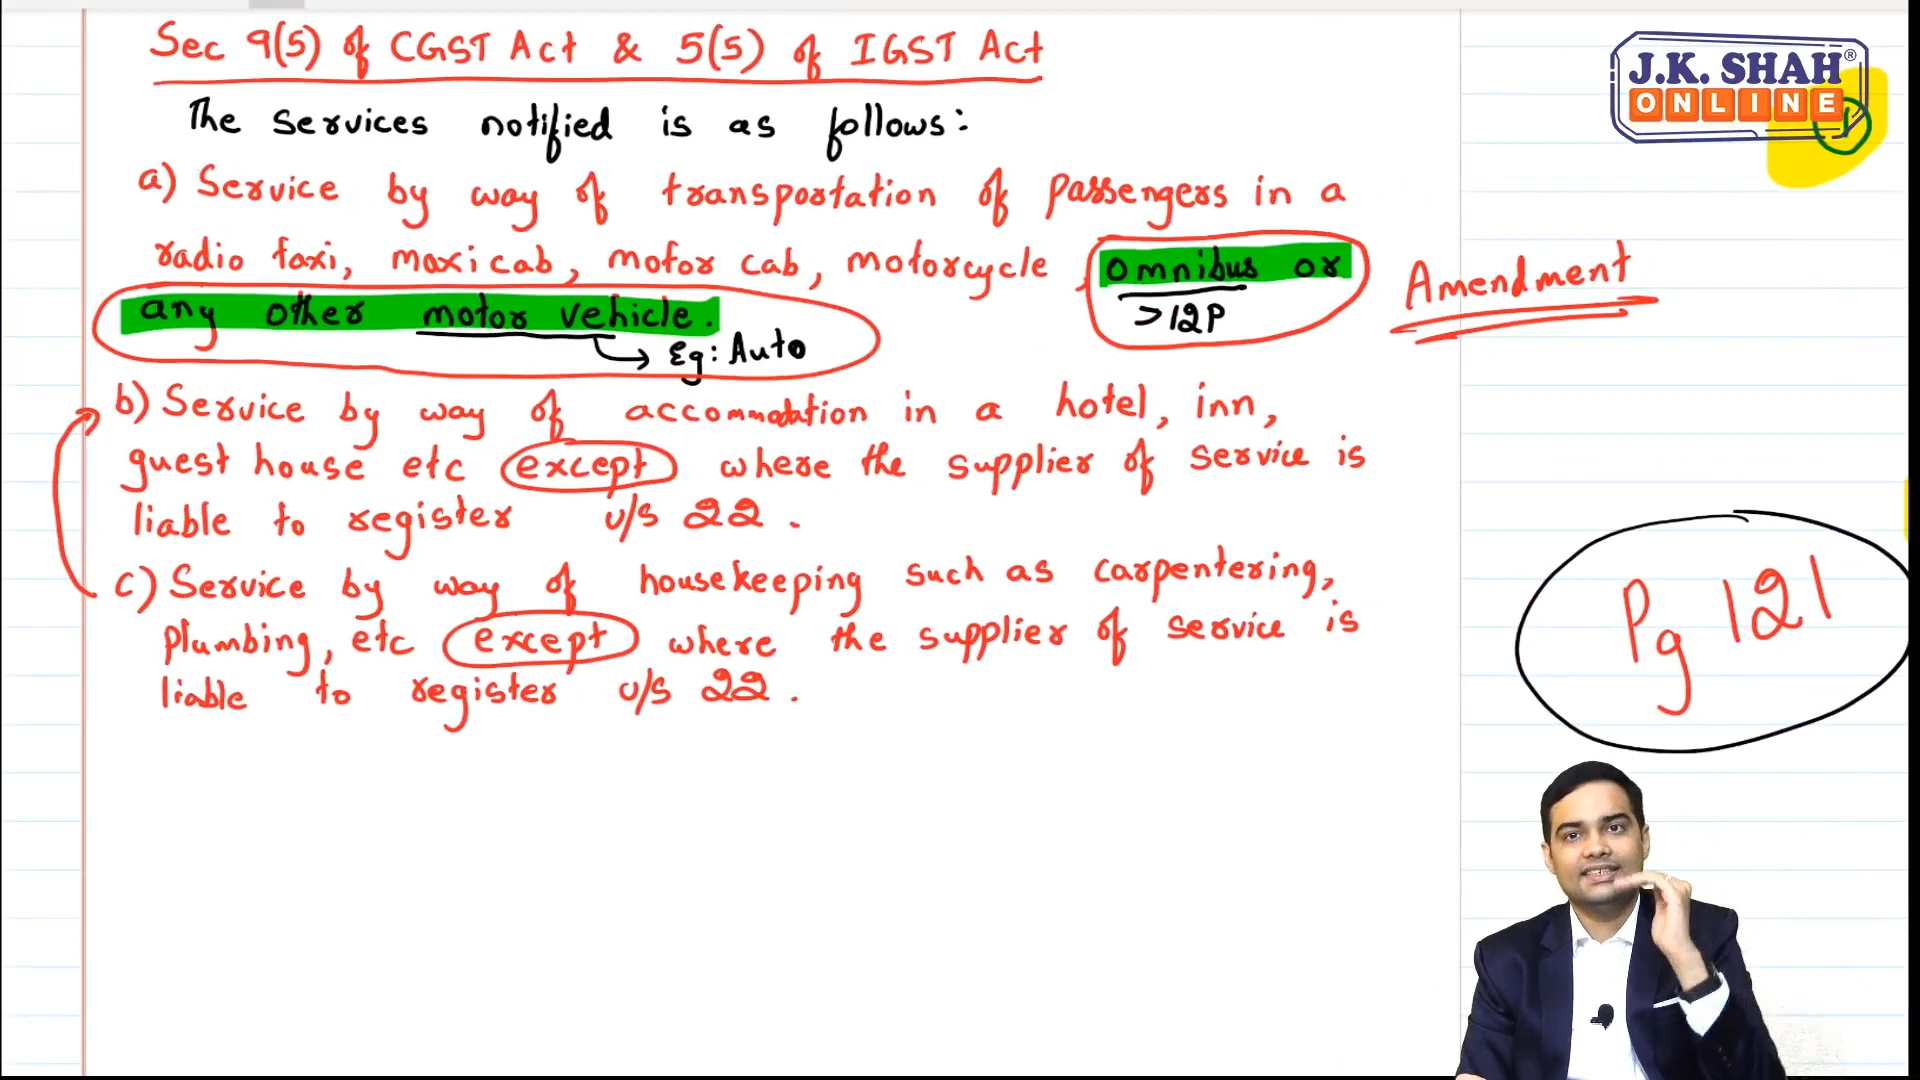 Sec 9(5) of CGST Act & 5(5) of IGST Act
The services notified is as follows:
a) Service by way of transportation of passengers in a
radio taxi, maxicab, motor cab, motorcycle, omnibus or
>12P
Amendment
any other motor vehicle.
Eg: Auto
b) Service by way of accommodation in a hotel, inn,
guest house etc except where the supplier of service is
liable to register u/s 22.
c) Service by way of housekeeping such as carpentering,
plumbing, etc except where the supplier of service is
liable to register u/s 22.
Pg 121
J.K. SHAH®
ONLINE
1